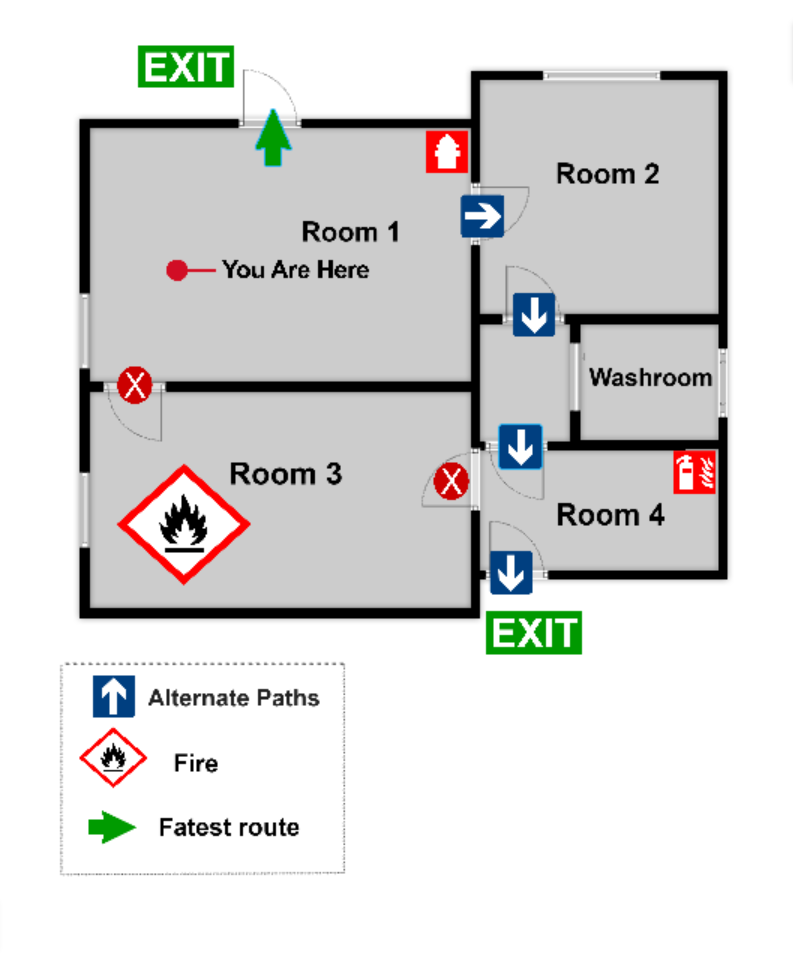 EXIT
Room 2
Room 1
You Are Here
X
Washroom
Room 3
X
Room 4
EXIT
Alternate Paths
Fire
Fatest route